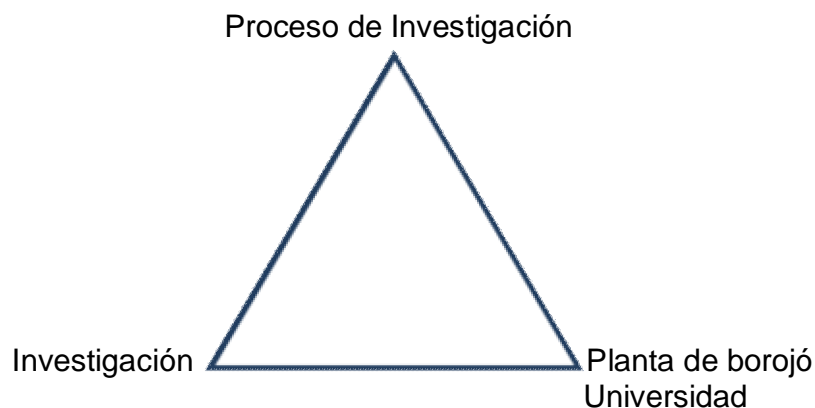 Proceso de Investigación
Investigación
Planta de borojó
Universidad